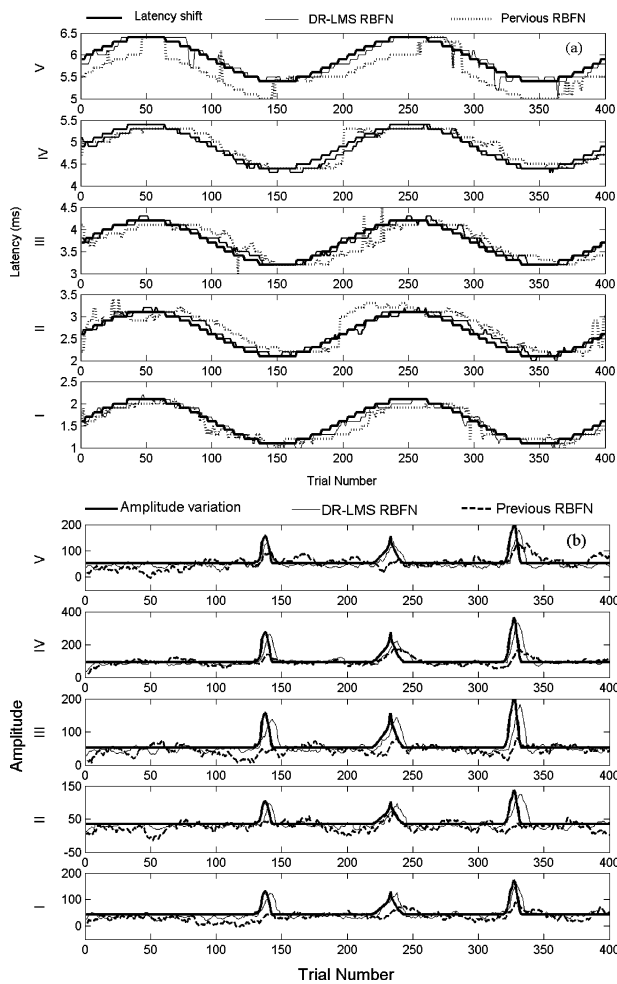 Latency shift DR-LMS RBFN Pervious RBFN
(a)
V
6.5
6
5.5
5
0 50 100 150 200 250 300 350 400
IV
5.5
5
4.5
4
0 50 100 150 200 250 300 350 400
Latency (ms)
III
4.5
4
3.5
3
0 50 100 150 200 250 300 350 400
II
3.5
3
2.5
2
0 50 100 150 200 250 300 350 400
I
2.5
2
1.5
1
0 50 100 150 200 250 300 350 400
Trial Number
Amplitude variation DR-LMS RBFN Previous RBFN
(b)
V
200
100
0
0 50 100 150 200 250 300 350 400
IV
400
200
0
0 50 100 150 200 250 300 350 400
Amplitude
III
200
100
0
0 50 100 150 200 250 300 350 400
II
150
50
-50
0 50 100 150 200 250 300 350 400
I
200
100
0
0 50 100 150 200 250 300 350 400
Trial Number